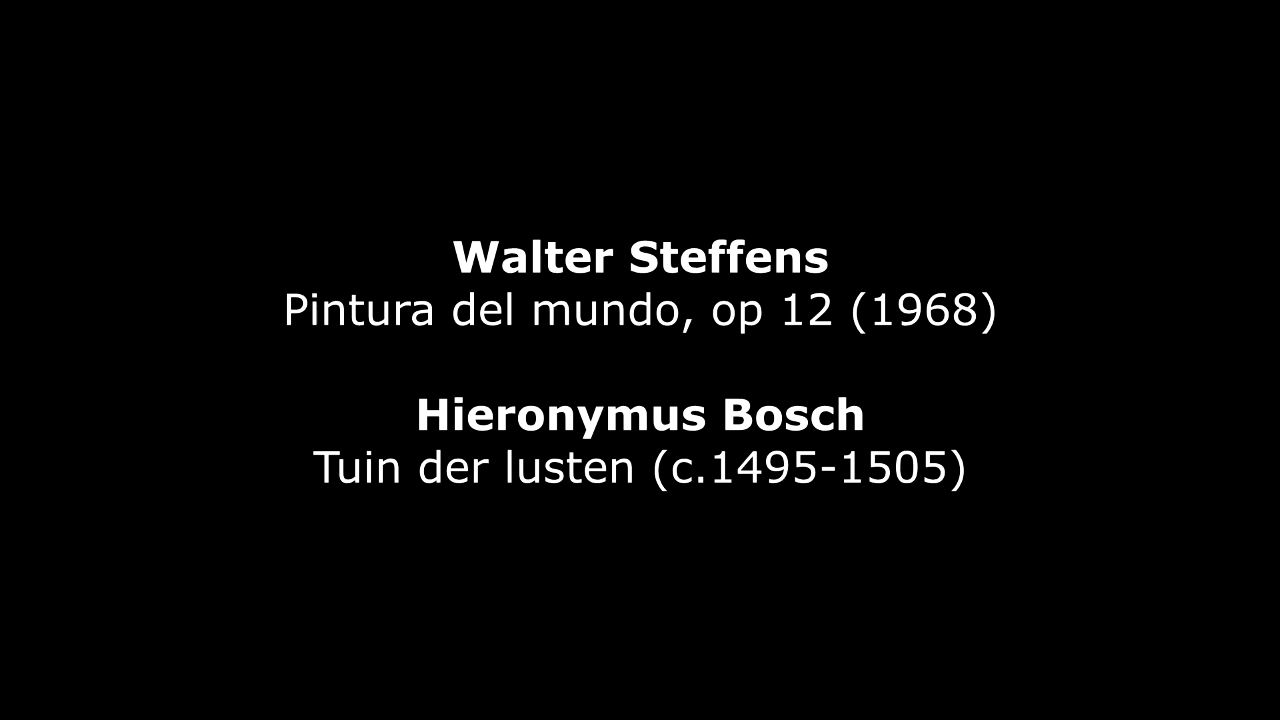 Walter Steffens
Pintura del mundo, op 12 (1968)
Hieronymus Bosch
Tuin der lusten (c.1495-1505)